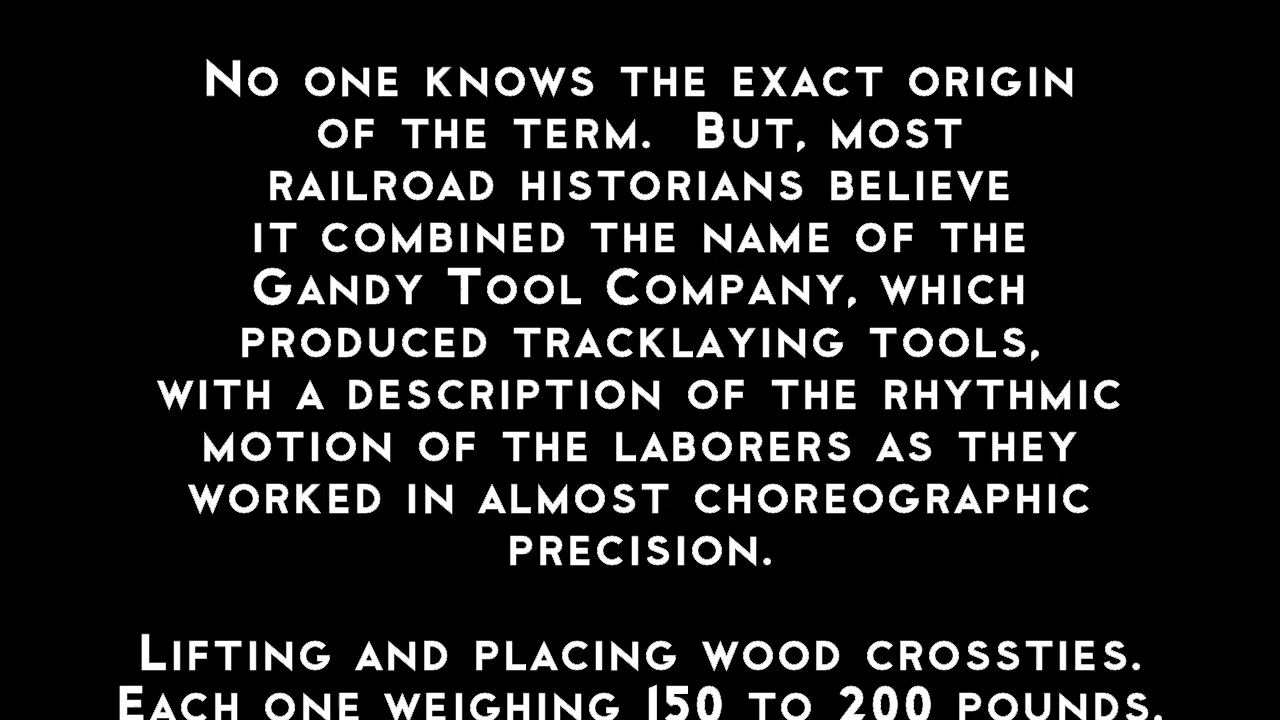 No one knows the exact origin
of the term.  But, most
railroad historians believe
it combined the name of the
Gandy Tool Company, which
produced tracklaying tools,
with a description of the rhythmic
motion of the laborers as they
worked in almost choreographic
precision.
Lifting and placing wood crossties.
Each one weighing 150 to 200 pounds.